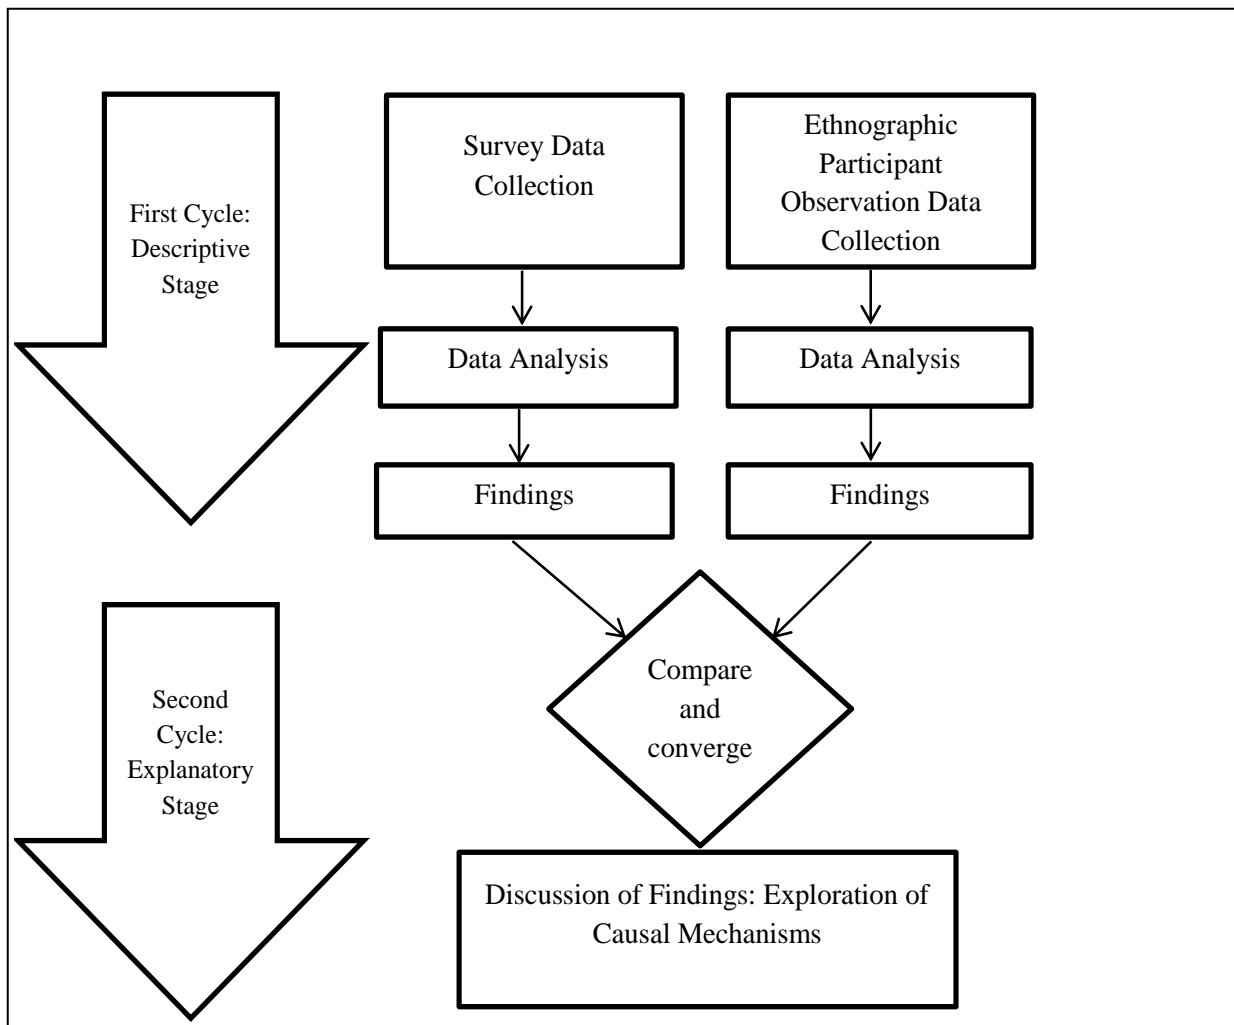 First Cycle:
Descriptive
Stage
Survey Data
Collection
Ethnographic
Participant
Observation Data
Collection
Data Analysis
Data Analysis
Findings
Findings
Second
Cycle:
Explanatory
Stage
Compare
and
converge
Discussion of Findings: Exploration of
Causal Mechanisms